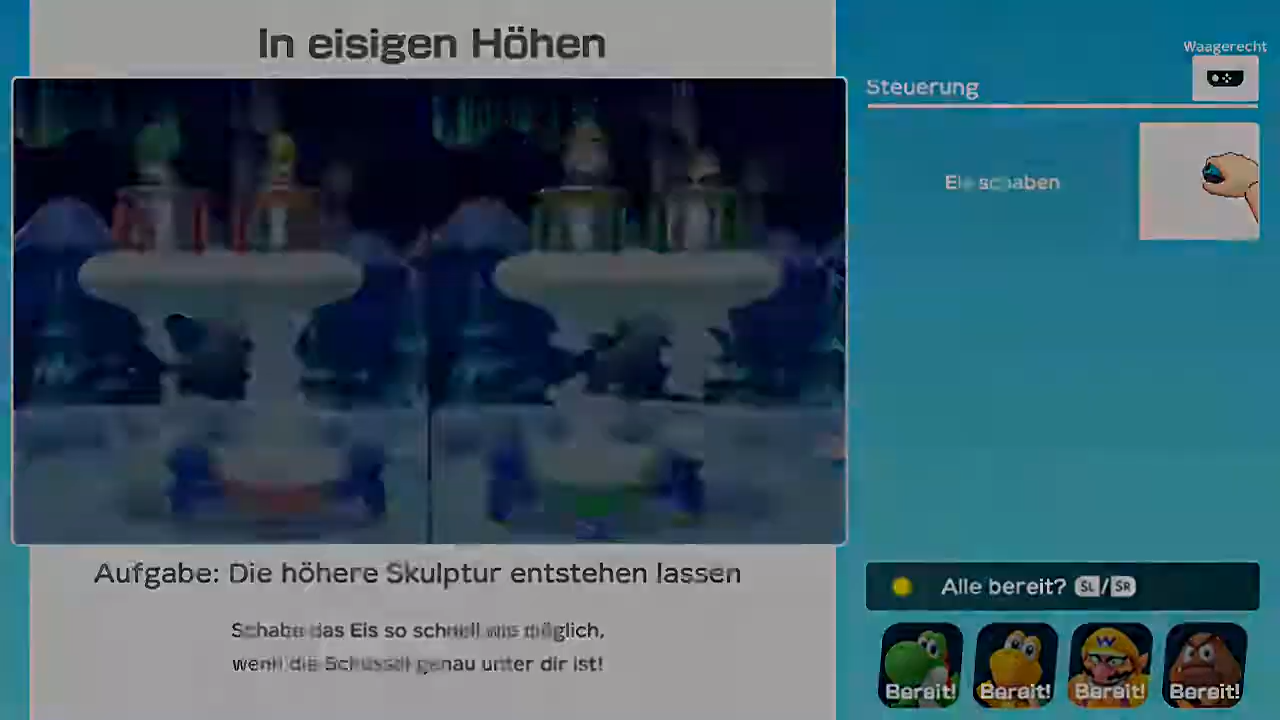 In eisigen Höhen
Waagerecht
Steuerung
Eis schaben
Aufgabe: Die höhere Skulptur entstehen lassen
Schabe das Eis so schnell wie möglich,
wenn die Schüssel genau unter dir ist!
Alle bereit? SL/SR
Bereit! Bereit! Bereit! Bereit!